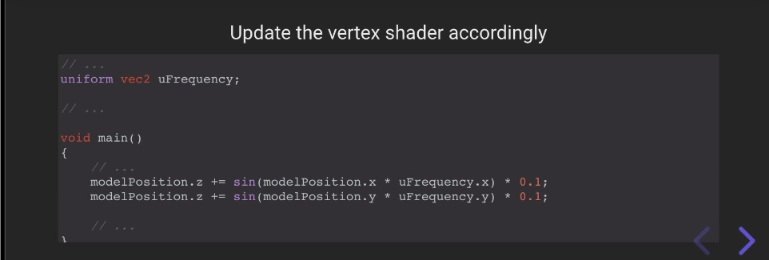 Update the vertex shader accordingly
// ...
uniform vec2 uFrequency;
// ...
void main()
{
// ...
modelPosition.z += sin(modelPosition.x * uFrequency.x) * 0.1;
modelPosition.z += sin(modelPosition.y * uFrequency.y) * 0.1;
// ...
}